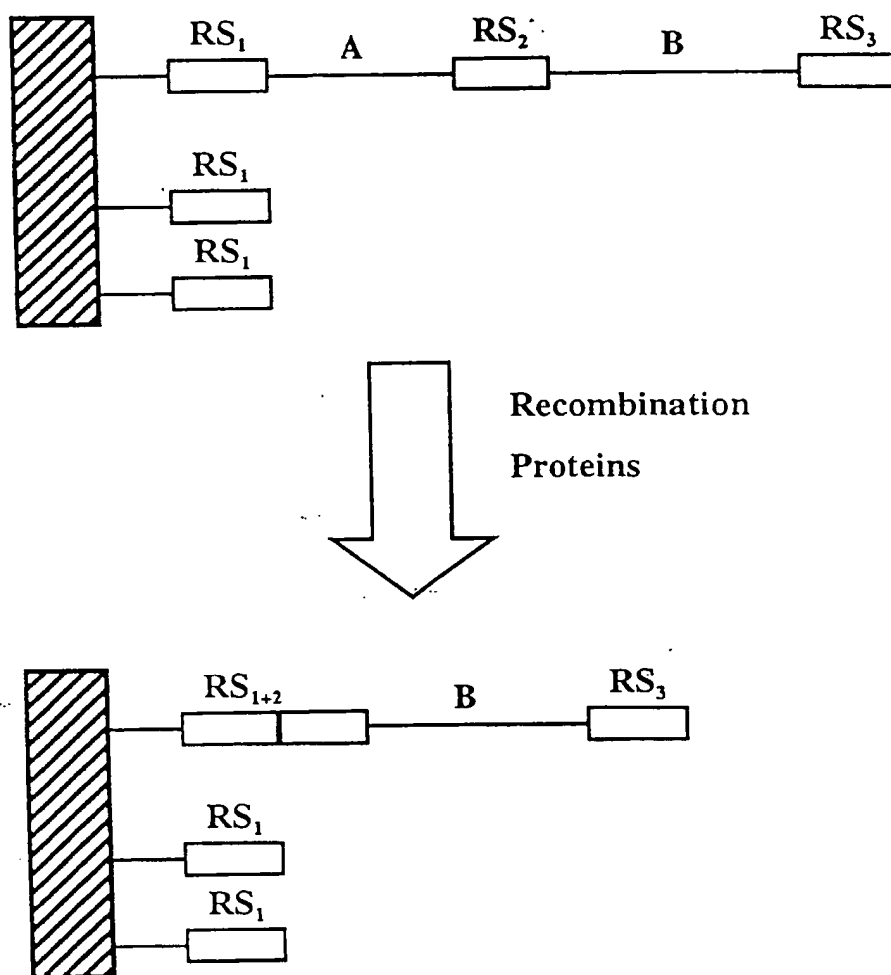 RS₁ A RS₂ B RS₃
RS₁
RS₁
Recombination
Proteins
RS₁₊₂ B RS₃
RS₁
RS₁